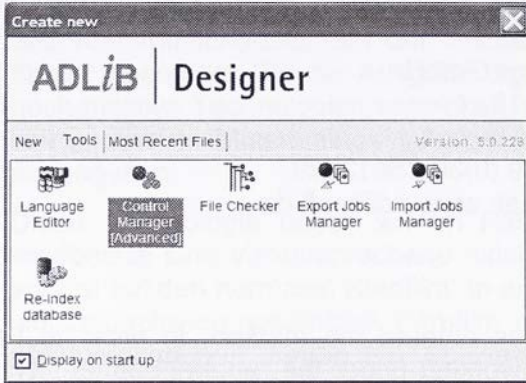 Create new
ADLiB Designer
New Tools Most Recent Files Version: 5.0.223
Language Editor
Control Manager [Advanced]
File Checker
Export Jobs Manager
Import Jobs Manager
Re-Index database
Display on start up